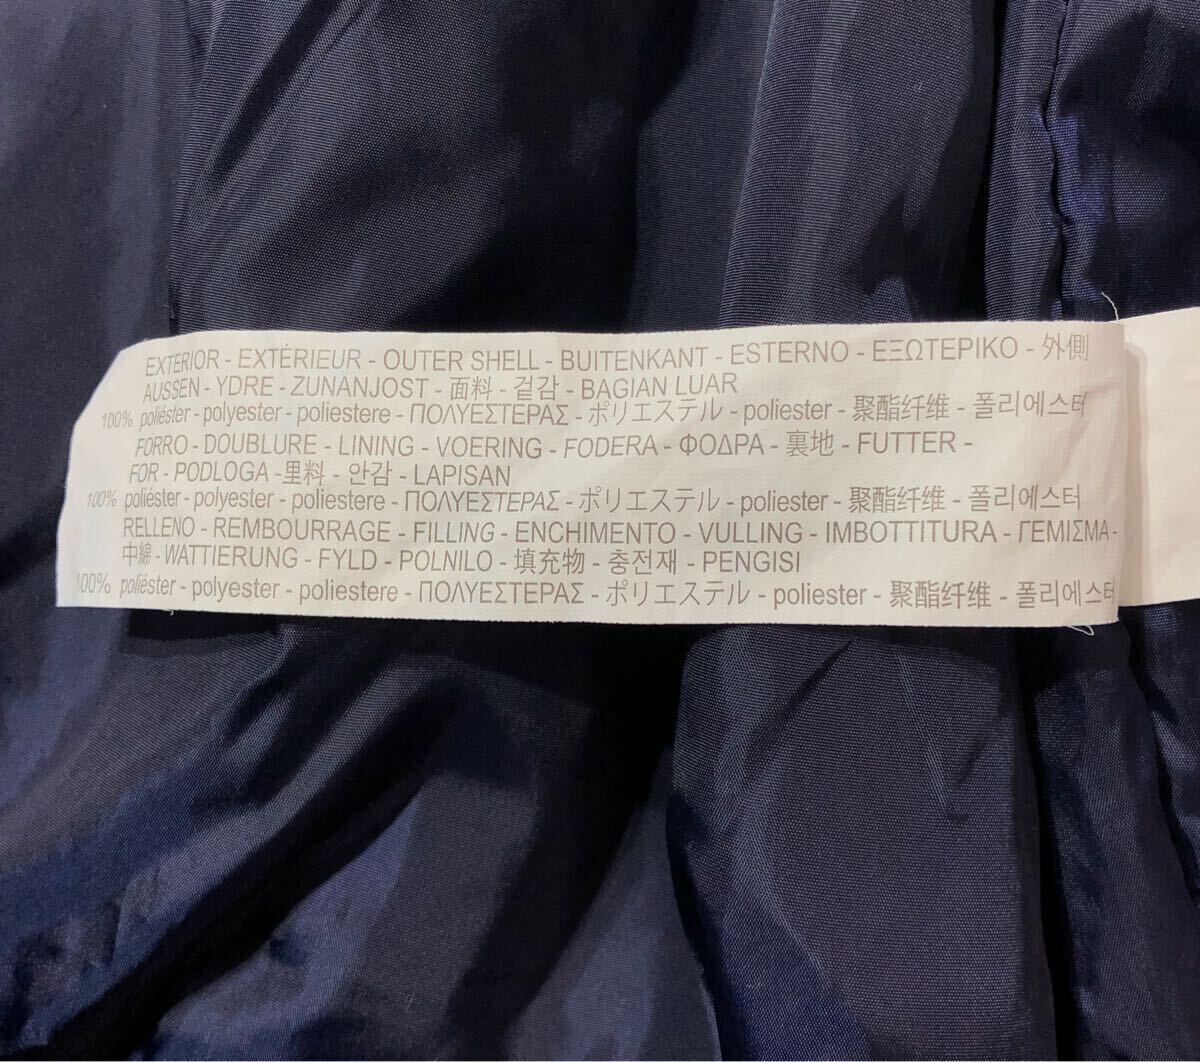 EXTERIOR - EXTÉRIEUR - OUTER SHELL - BUITENKANT - ESTERNO - ΕΞΩΤΕΡΙΚΟ - 外側
AUSSEN - YDRE - ZUNANJOST - 面料 - 겉감 - BAGIAN LUAR
100% poliéster - polyester - poliestere - ΠΟΛΥΕΣΤΕΡΑΣ - ポリエステル - poliester - 聚酯纤维 - 폴리에스터
FORRO - DOUBLURE - LINING - VOERING - FODERA - ΦΟΔΡΑ - 裏地 - FUTTER -
FOR - PODLOGA -里料 - 안감 - LAPISAN
100% poliéster - polyester - poliestere - ΠΟΛΥΕΣΤΕΡΑΣ - ポリエステル - poliester - 聚酯纤维 - 폴리에스터
RELLENO - REMBOURRAGE - FILLING - ENCHIMENTO - VULLING - IMBOTTITURA - ΓΕΜΙΣΜΑ -
中綿 - WATTIERUNG - FYLD - POLNILO - 填充物 - 충전재 - PENGISI
100% poliéster - polyester - poliestere - ΠΟΛΥΕΣΤΕΡΑΣ - ポリエステル - poliester - 聚酯纤维 - 폴리에스터